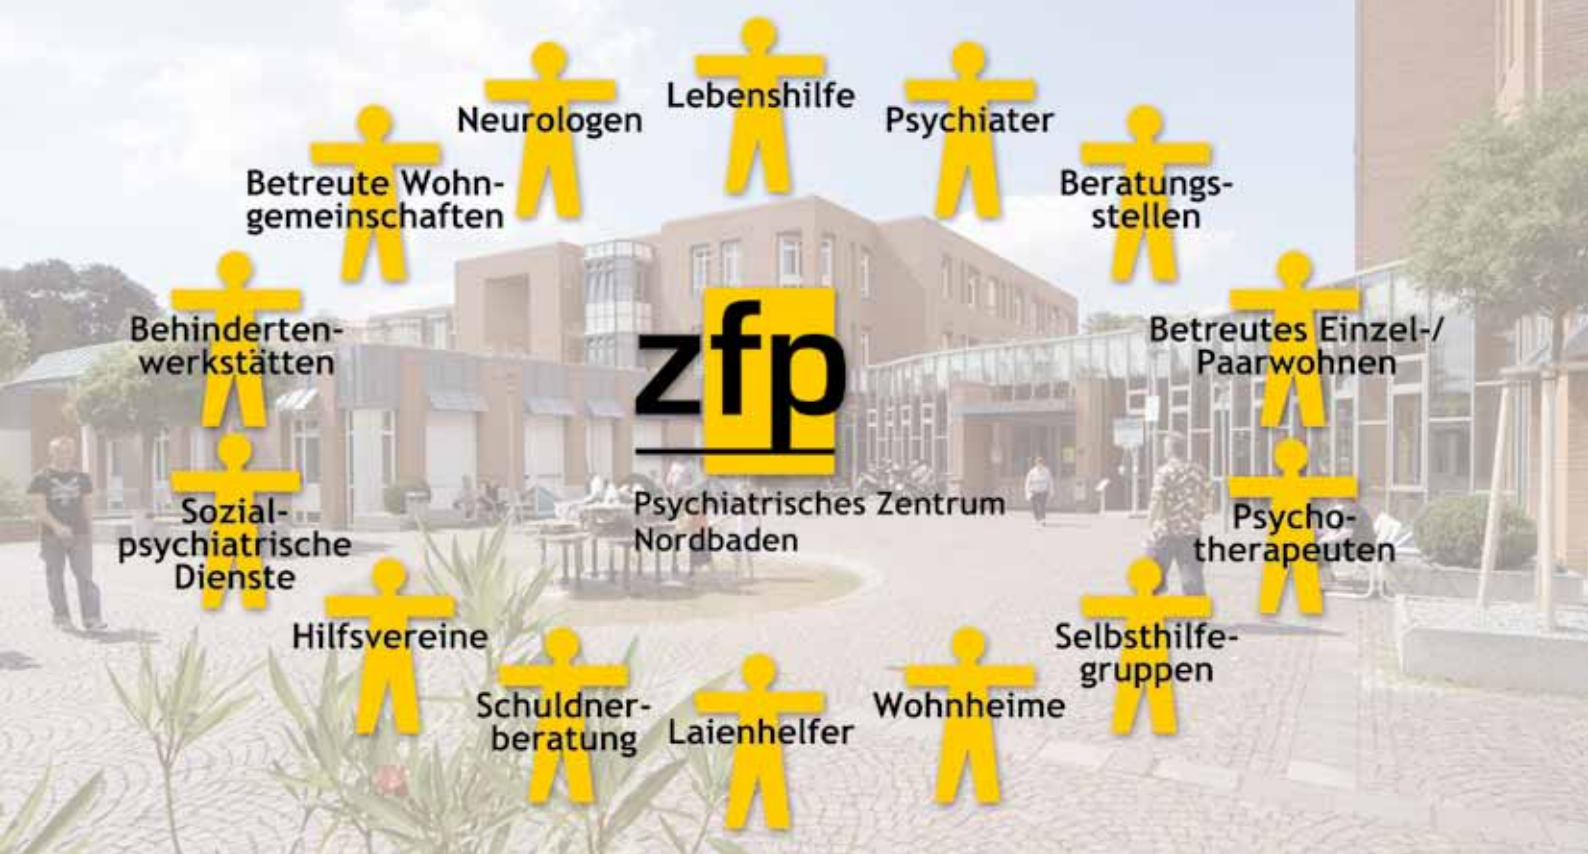 Lebenshilfe
Neurologen
Psychiater
Betreute Wohn-
gemeinschaften
Beratungs-
stellen
Behinderten-
werkstätten
Betreutes Einzel-/
Paarwohnen
zfp
Psychiatrisches Zentrum
Nordbaden
Sozial-
psychiatrische
Dienste
Psycho-
therapeuten
Hilfsvereine
Selbsthilfe-
gruppen
Schuldner-
beratung
Laienhelfer
Wohnheime